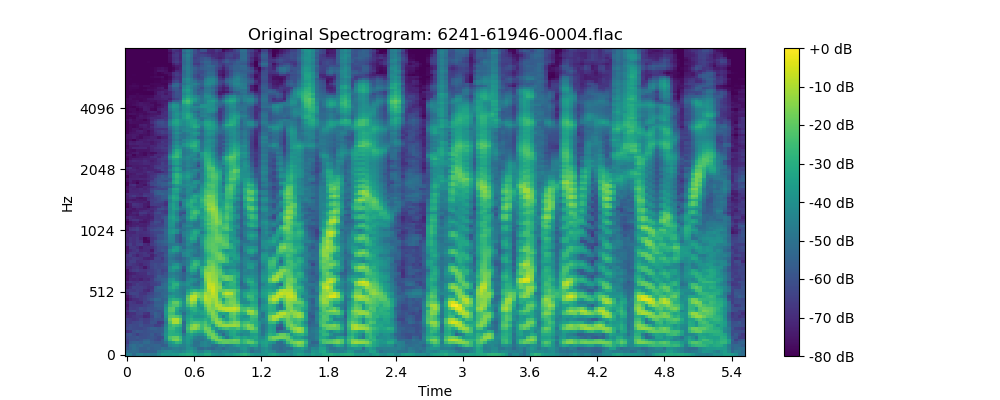 Original Spectrogram: 6241-61946-0004.flac
Hz
4096
2048
1024
512
0
0 0.6 1.2 1.8 2.4 3 3.6 4.2 4.8 5.4
Time
+0 dB
-10 dB
-20 dB
-30 dB
-40 dB
-50 dB
-60 dB
-70 dB
-80 dB